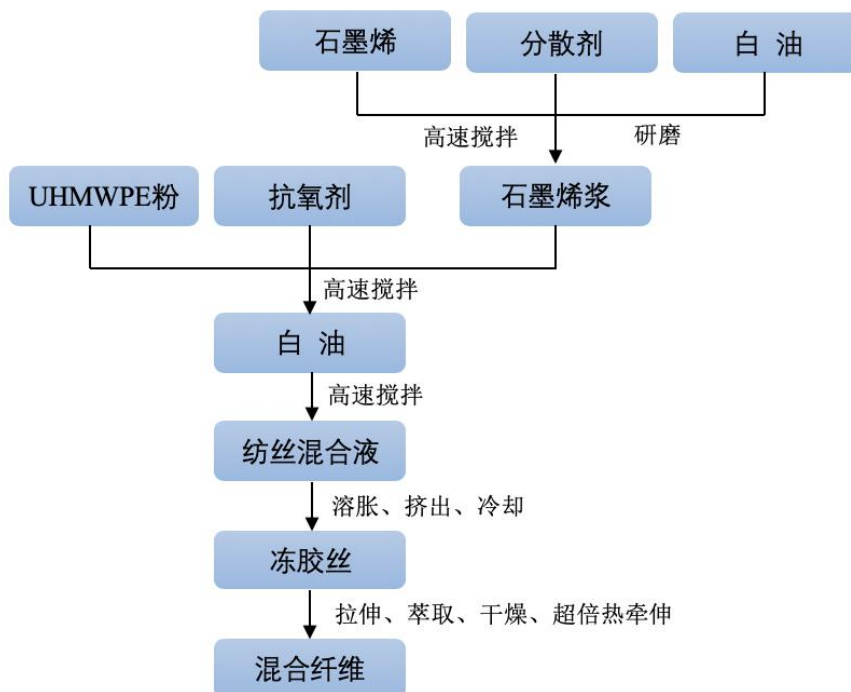 石墨烯
分散剂
白 油
高速搅拌
研磨
UHMWPE粉
抗氧剂
石墨烯浆
高速搅拌
白 油
高速搅拌
纺丝混合液
溶胀、挤出、冷却
冻胶丝
拉伸、萃取、干燥、超倍热牵伸
混合纤维